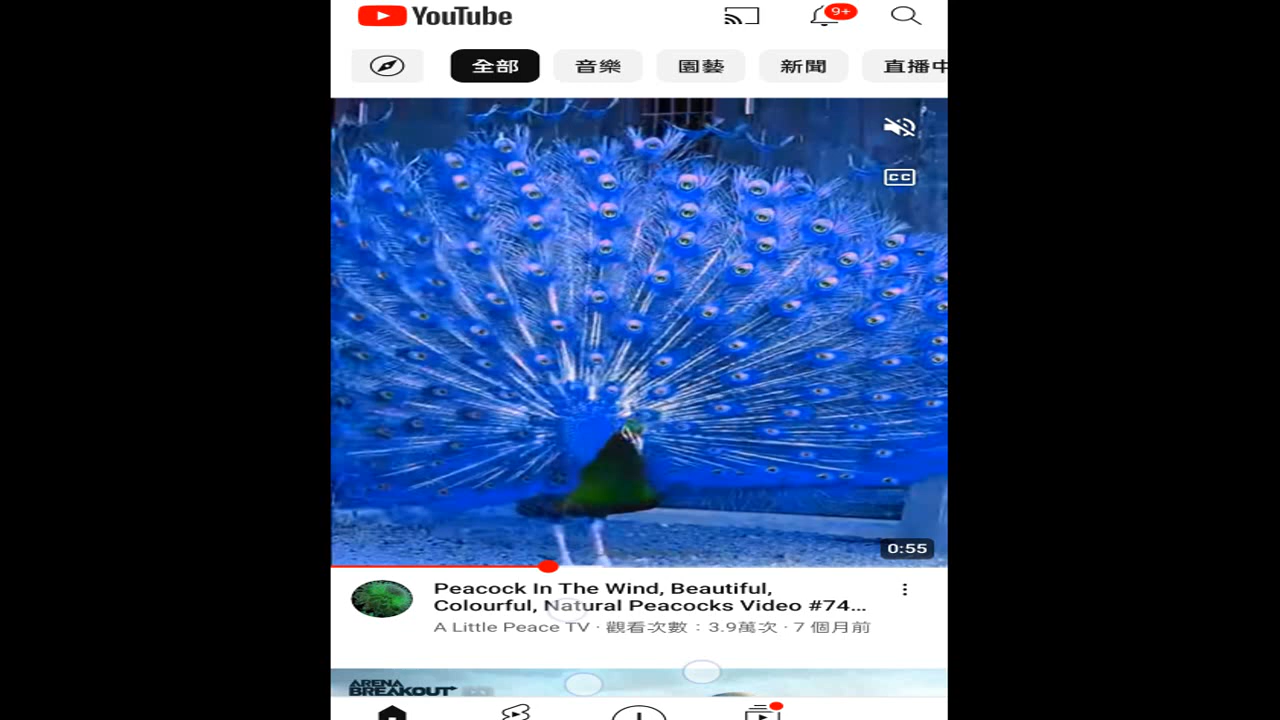 YouTube
9+
全部 音樂 園藝 新聞 直播中
CC
0:55
Peacock In The Wind, Beautiful,
Colourful, Natural Peacocks Video #74...
A Little Peace TV · 觀看次數：3.9萬次 · 7 個月前
ARENA
BREAKOUT